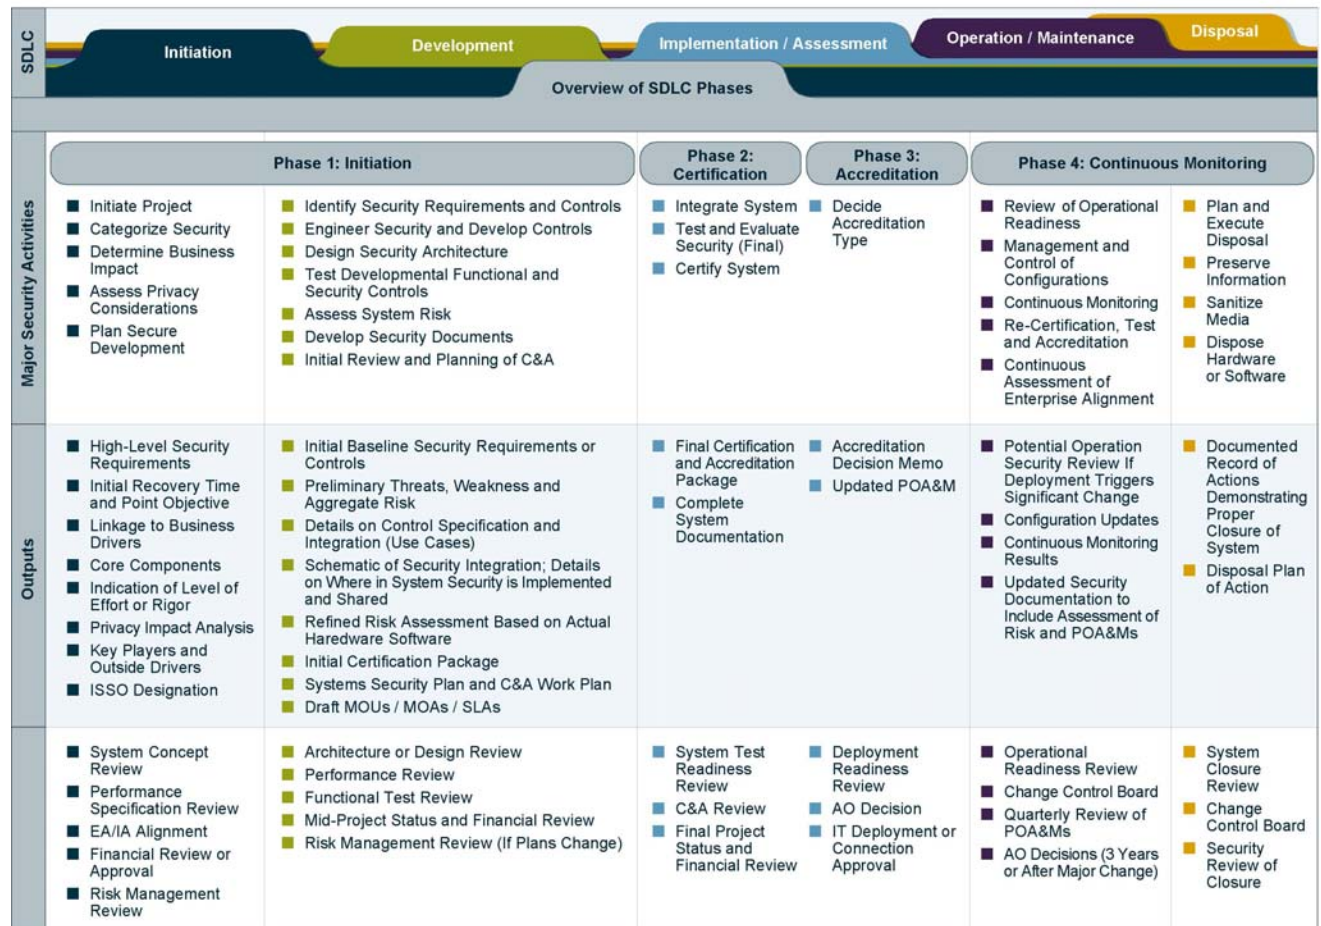 SDLC
Initiation
Development
Implementation / Assessment
Operation / Maintenance
Disposal
Overview of SDLC Phases
Major Security Activities
Phase 1: Initiation
Phase 2:
Certification
Phase 3:
Accreditation
Phase 4: Continuous Monitoring
Initiate Project
Categorize Security
Determine Business
Impact
Assess Privacy
Considerations
Plan Secure
Development
Identify Security Requirements and Controls
Engineer Security and Develop Controls
Design Security Architecture
Test Developmental Functional and
Security Controls
Assess System Risk
Develop Security Documents
Initial Review and Planning of C&A
Integrate System
Test and Evaluate
Security (Final)
Certify System
Decide
Accreditation
Type
Review of Operational
Readiness
Management and
Control of
Configurations
Continuous Monitoring
Re-Certification, Test
and Accreditation
Continuous
Assessment of
Enterprise Alignment
Plan and
Execute
Disposal
Preserve
Information
Sanitize
Media
Dispose
Hardware
or Software
Outputs
High-Level Security
Requirements
Initial Recovery Time
and Point Objective
Linkage to Business
Drivers
Core Components
Indication of Level of
Effort or Rigor
Privacy Impact Analysis
Key Players and
Outside Drivers
ISSO Designation
Initial Baseline Security Requirements or
Controls
Preliminary Threats, Weakness and
Aggregate Risk
Details on Control Specification and
Integration (Use Cases)
Schematic of Security Integration; Details
on Where in System Security is Implemented
and Shared
Refined Risk Assessment Based on Actual
Haredware Software
Initial Certification Package
Systems Security Plan and C&A Work Plan
Draft MOUs / MOAs / SLAs
Final Certification
and Accreditation
Package
Complete
System
Documentation
Accreditation
Decision Memo
Updated POA&M
Potential Operation
Security Review If
Deployment Triggers
Significant Change
Configuration Updates
Continuous Monitoring
Results
Updated Security
Documentation to
Include Assessment of
Risk and POA&Ms
Documented
Record of
Actions
Demonstrating
Proper
Closure of
System
Disposal Plan
of Action
System Concept
Review
Performance
Specification Review
EA/IA Alignment
Financial Review or
Approval
Risk Management
Review
Architecture or Design Review
Performance Review
Functional Test Review
Mid-Project Status and Financial Review
Risk Management Review (If Plans Change)
System Test
Readiness
Review
C&A Review
Final Project
Status and
Financial Review
Deployment
Readiness
Review
AO Decision
IT Deployment or
Connection
Approval
Operational
Readiness Review
Change Control Board
Quarterly Review of
POA&Ms
AO Decisions (3 Years
or After Major Change)
System
Closure
Review
Change
Control Board
Security
Review of
Closure